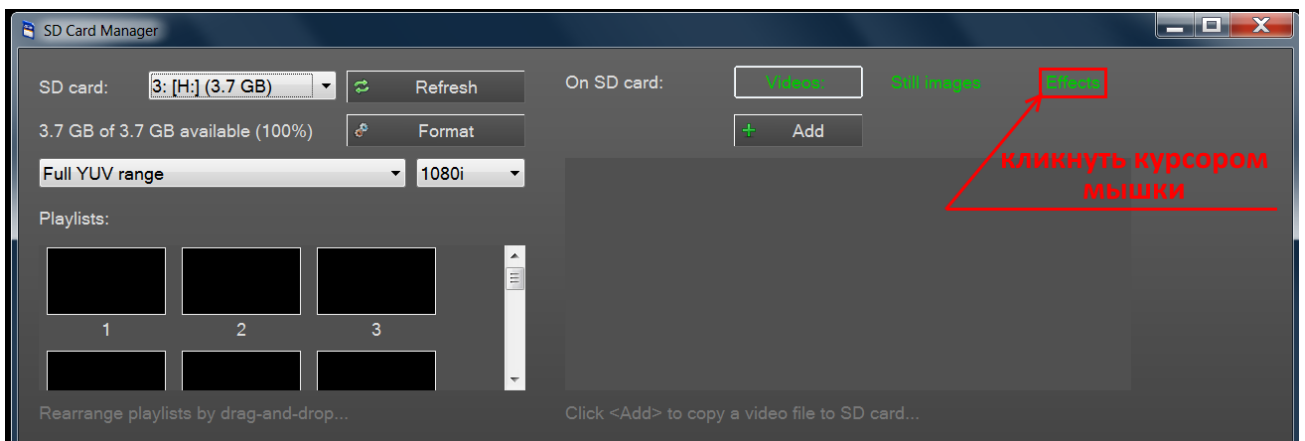 SD Card Manager
SD card:
3: [H:] (3.7 GB)
Refresh
On SD card:
Videos:
Still images
Effects
3.7 GB of 3.7 GB available (100%)
Format
Add
кликнуть курсором
мышки
Full YUV range
1080i
Playlists:
1
2
3
Rearrange playlists by drag-and-drop...
Click <Add> to copy a video file to SD card...